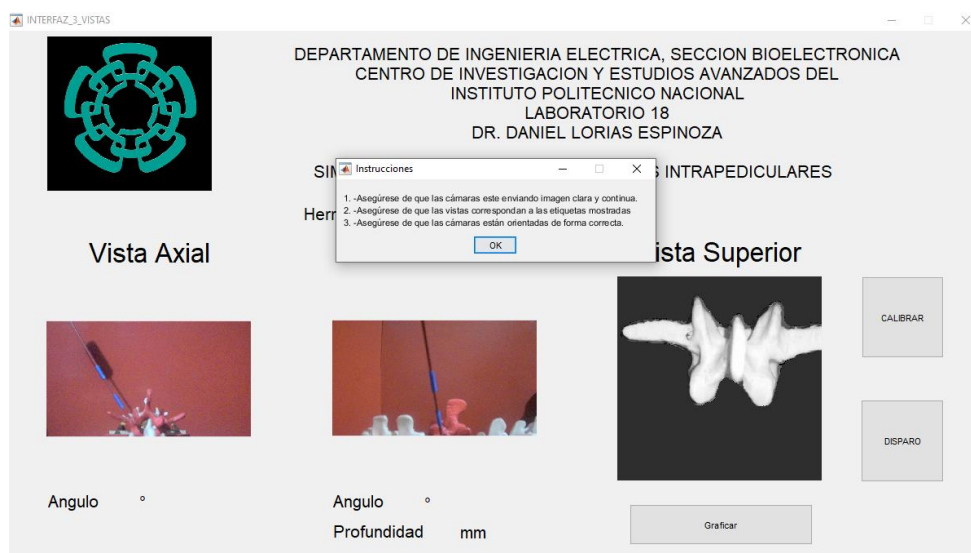 INTERFAZ_3_VISTAS
DEPARTAMENTO DE INGENIERIA ELECTRICA, SECCION BIOELECTRONICA
CENTRO DE INVESTIGACION Y ESTUDIOS AVANZADOS DEL
INSTITUTO POLITECNICO NACIONAL
LABORATORIO 18
DR. DANIEL LORIAS ESPINOZA
INTRAPEDICULARES
Instrucciones
1. -Asegúrese de que las cámaras este enviando imagen clara y continua.
2. -Asegúrese de que las vistas correspondan a las etiquetas mostradas
3. -Asegúrese de que las cámaras están orientadas de forma correcta.
OK
Vista Axial
Superior
CALIBRAR
DISPARO
Angulo °
Angulo °
Profundidad mm
Graficar